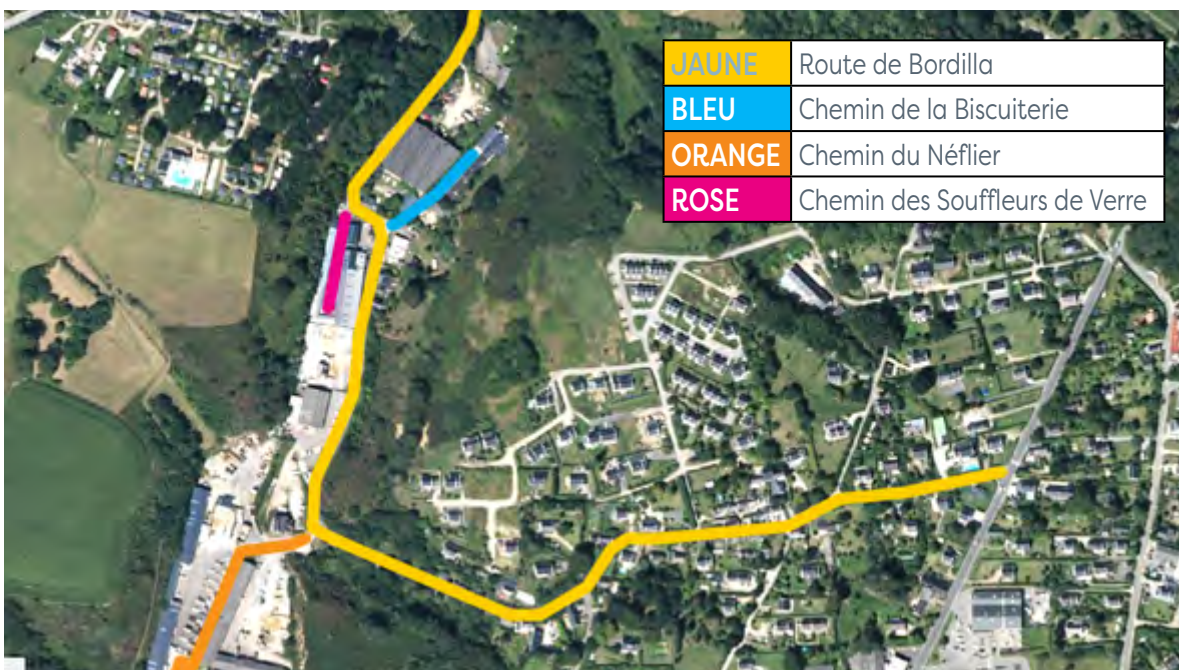 JAUNE Route de Bordilla
BLEU Chemin de la Biscuiterie
ORANGE Chemin du Néflier
ROSE Chemin des Souffleurs de Verre